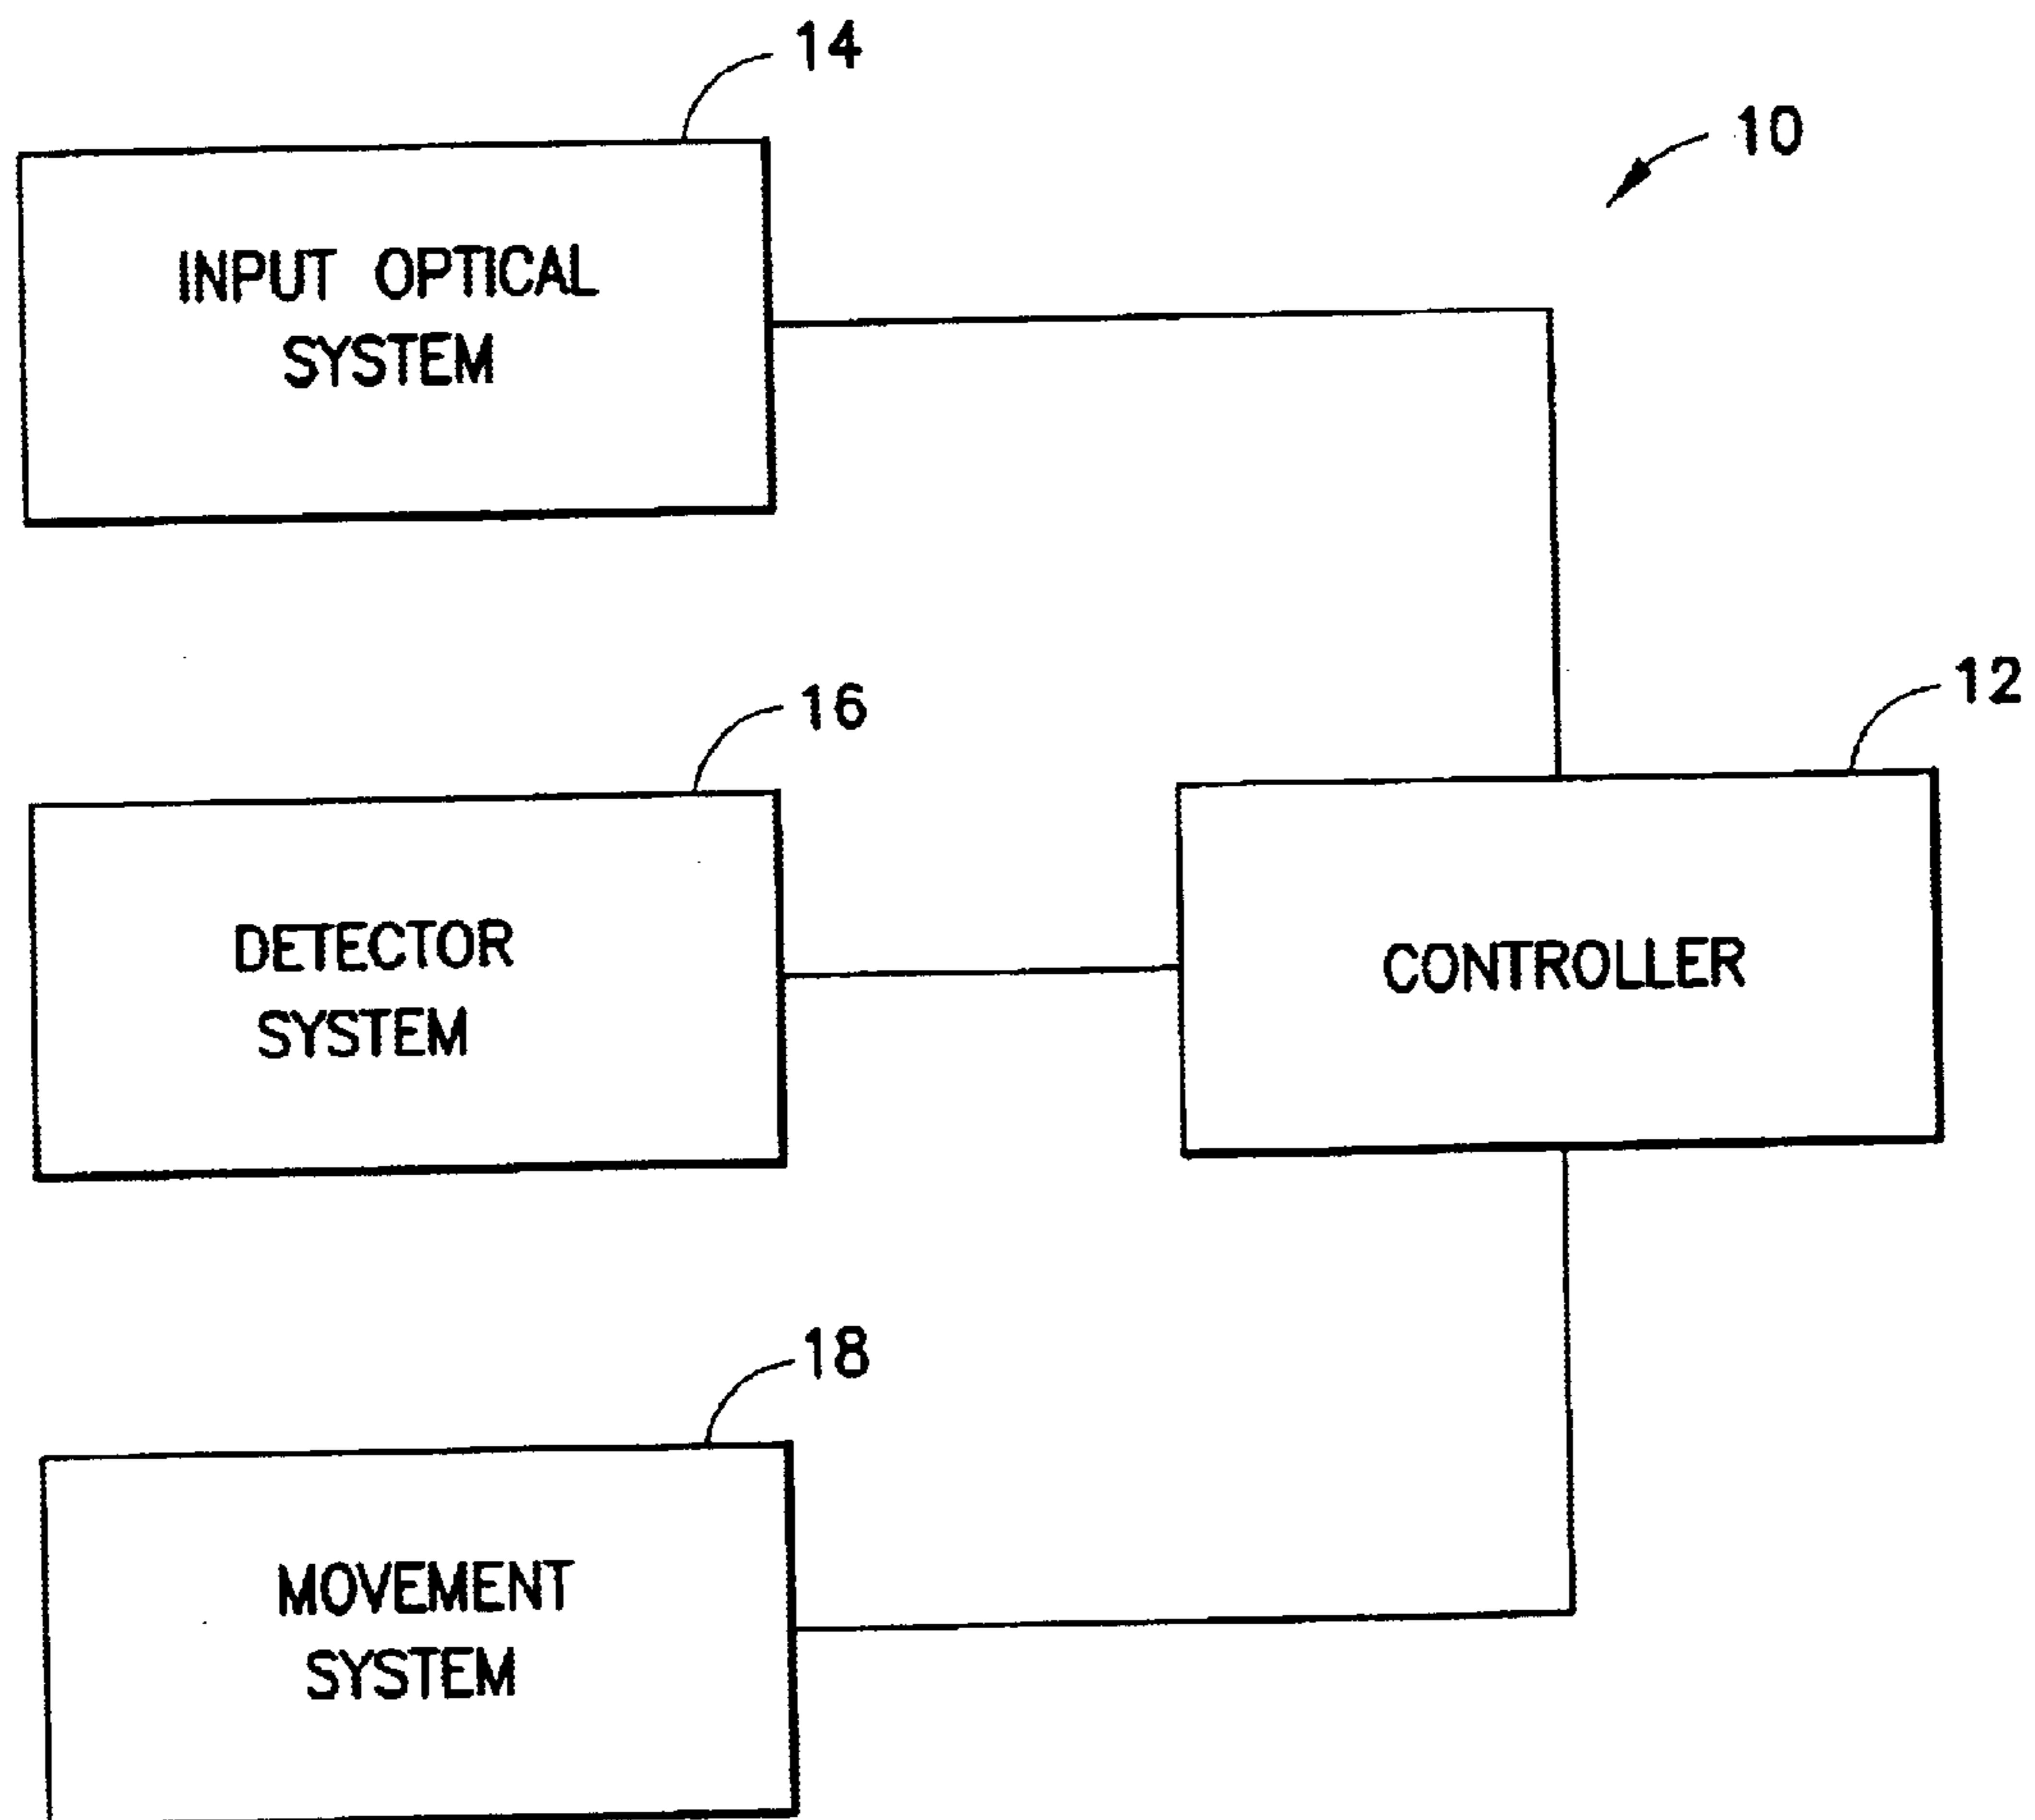 14
10
INPUT OPTICAL
SYSTEM
16
12
DETECTOR
SYSTEM
CONTROLLER
18
MOVEMENT
SYSTEM